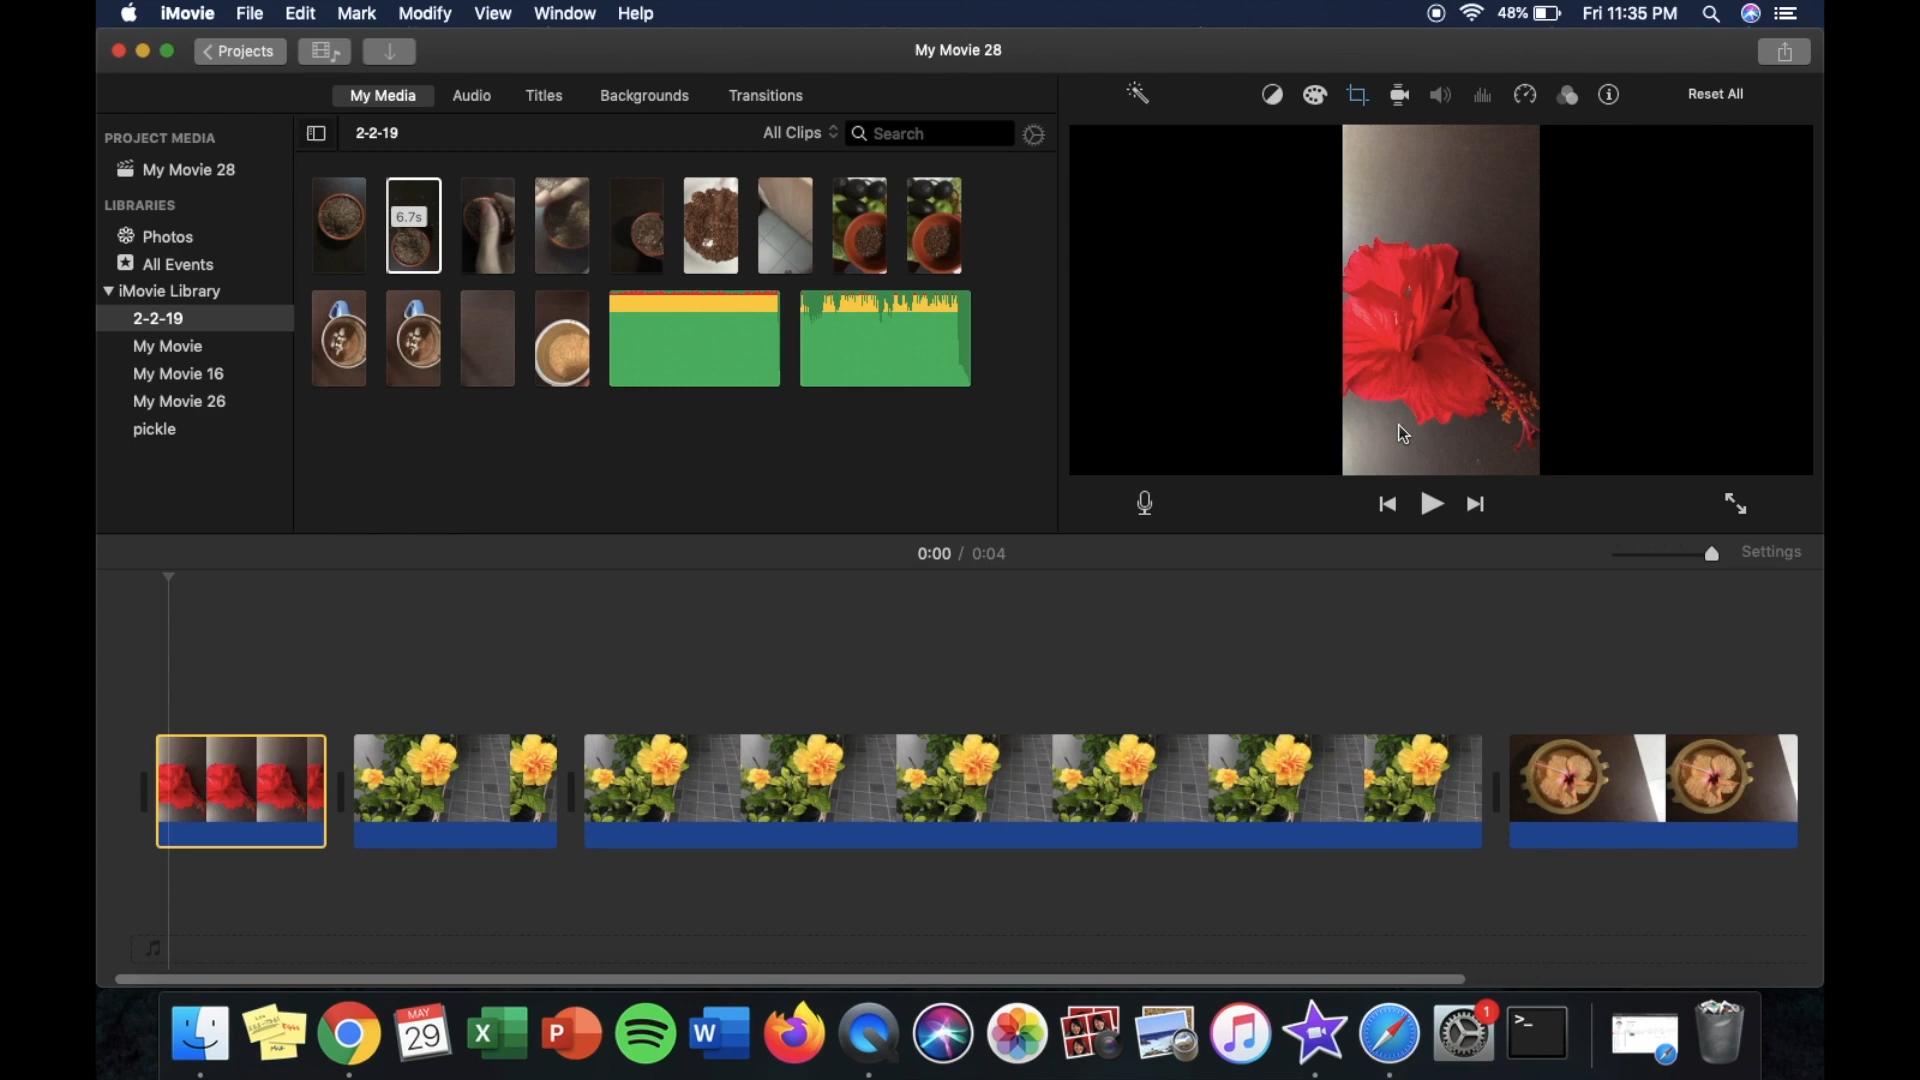 iMovie File Edit Mark Modify View Window Help 48% Fri 11:35 PM
Projects My Movie 28
My Media Audio Titles Backgrounds Transitions Reset All
PROJECT MEDIA
My Movie 28
LIBRARIES
Photos
All Events
iMovie Library
2-2-19
My Movie
My Movie 16
My Movie 26
pickle
2-2-19 All Clips Search
6.7s
0:00 / 0:04 Settings
MAY
29
X P W 1
>_